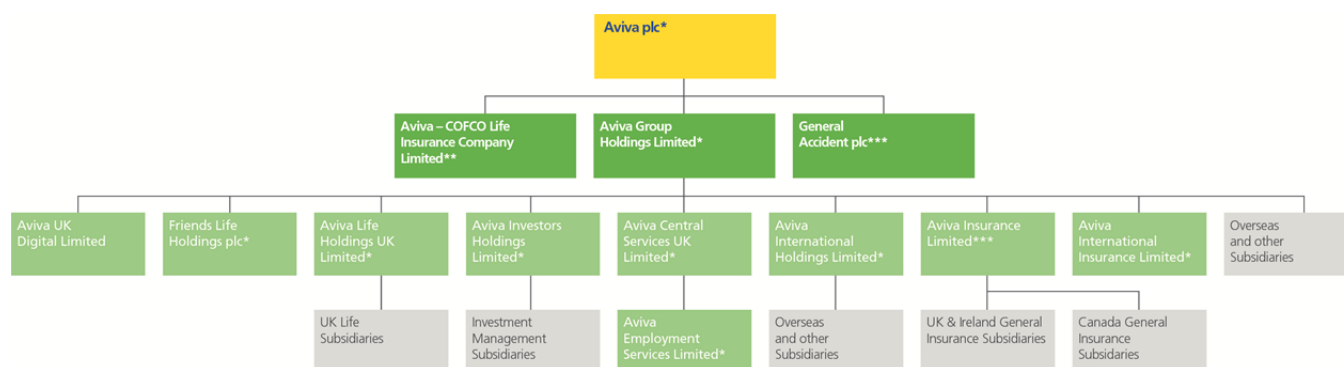 Aviva plc*
Aviva – COFCO Life
Insurance Company
Limited**
Aviva Group
Holdings Limited*
General
Accident plc***
Aviva UK
Digital Limited
Friends Life
Holdings plc*
Aviva Life
Holdings UK
Limited*
Aviva Investors
Holdings
Limited*
Aviva Central
Services UK
Limited*
Aviva
International
Holdings Limited*
Aviva Insurance
Limited***
Aviva
International
Insurance Limited*
Overseas
and other
Subsidiaries
UK Life
Subsidiaries
Investment
Management
Subsidiaries
Aviva
Employment
Services Limited*
Overseas
and other
Subsidiaries
UK & Ireland General
Insurance Subsidiaries
Canada General
Insurance
Subsidaries